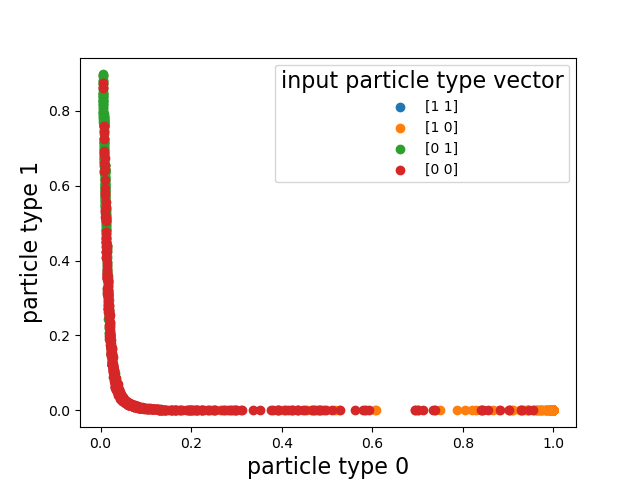 input particle type vector
[1 1]
[1 0]
[0 1]
[0 0]
particle type 1
0.8
0.6
0.4
0.2
0.0
0.0 0.2 0.4 0.6 0.8 1.0
particle type 0